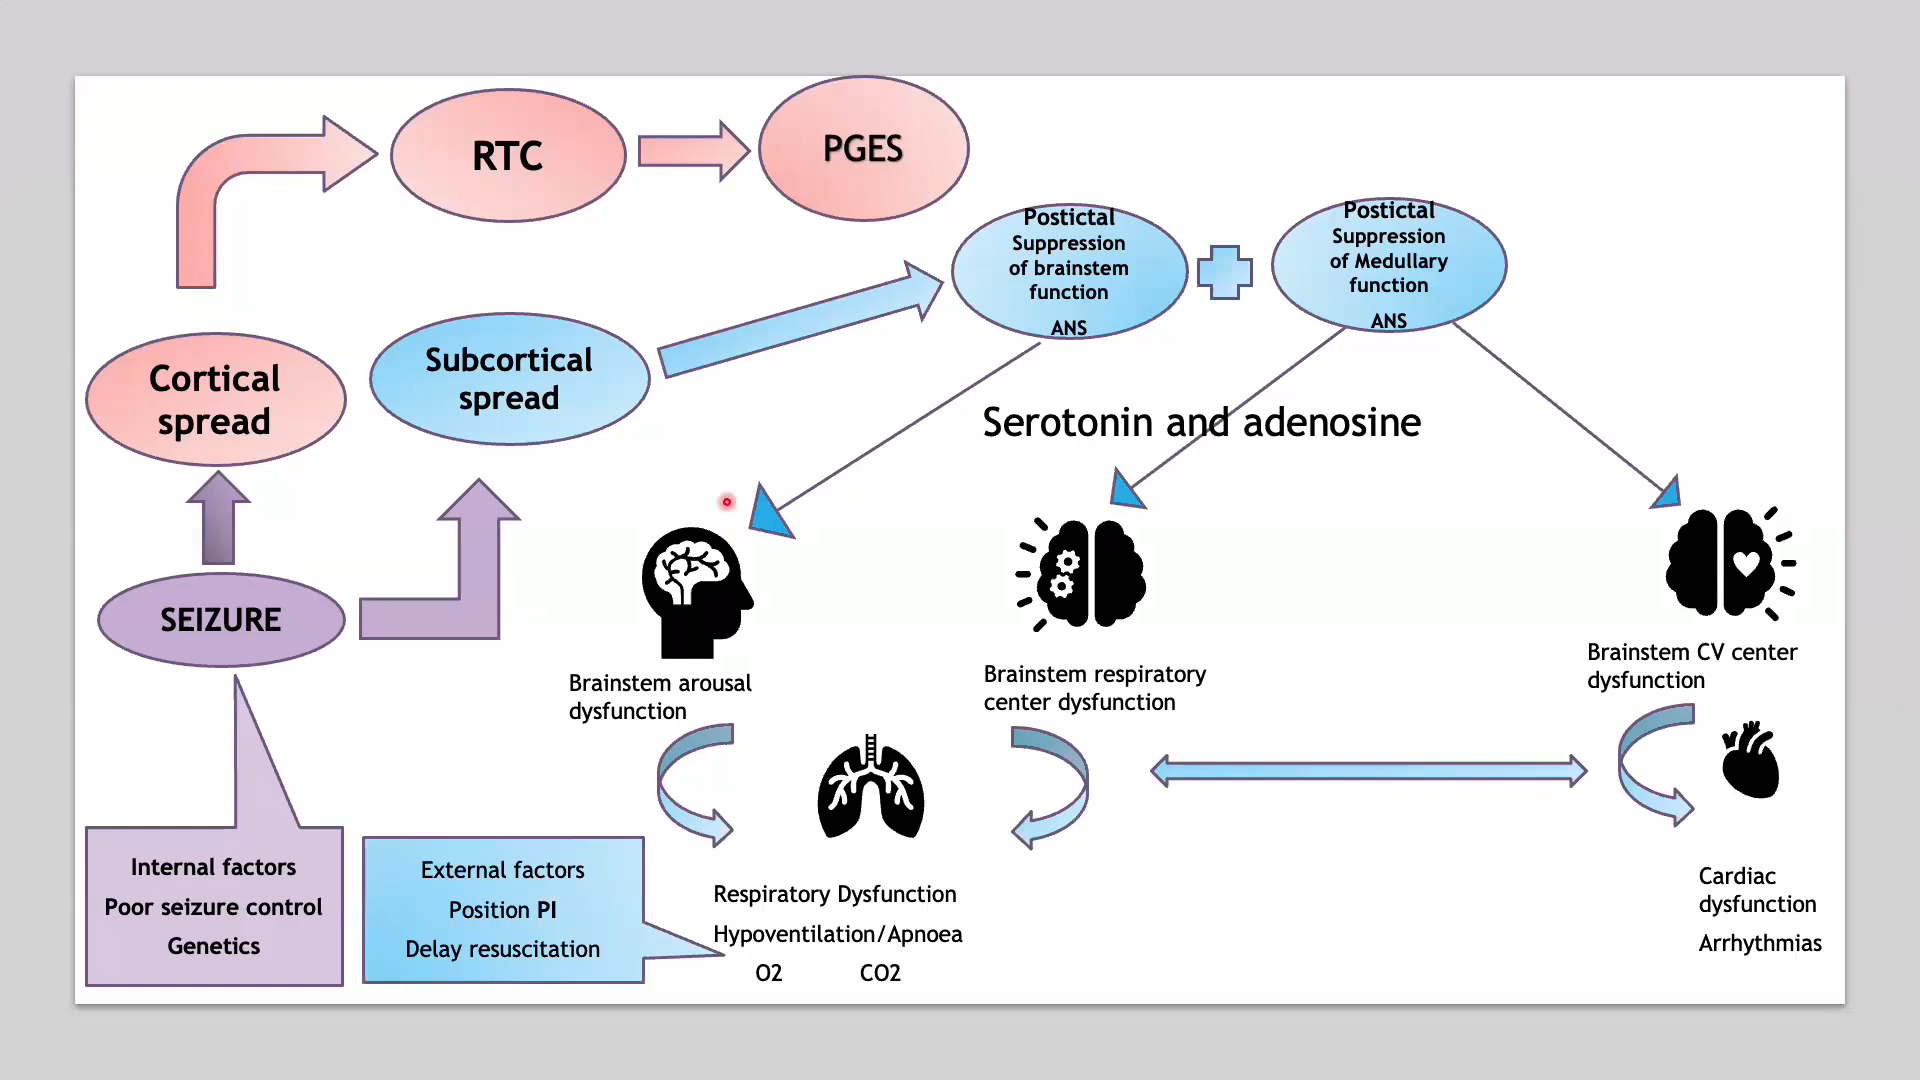 RTC
PGES
Postictal
Suppression
of brainstem
function
ANS
Postictal
Suppression
of Medullary
function
ANS
Cortical
spread
Subcortical
spread
Serotonin and adenosine
SEIZURE
Brainstem arousal
dysfunction
Brainstem respiratory
center dysfunction
Brainstem CV center
dysfunction
Internal factors
Poor seizure control
Genetics
External factors
Position PI
Delay resuscitation
Respiratory Dysfunction
Hypoventilation/Apnoea
O2 CO2
Cardiac
dysfunction
Arrhythmias